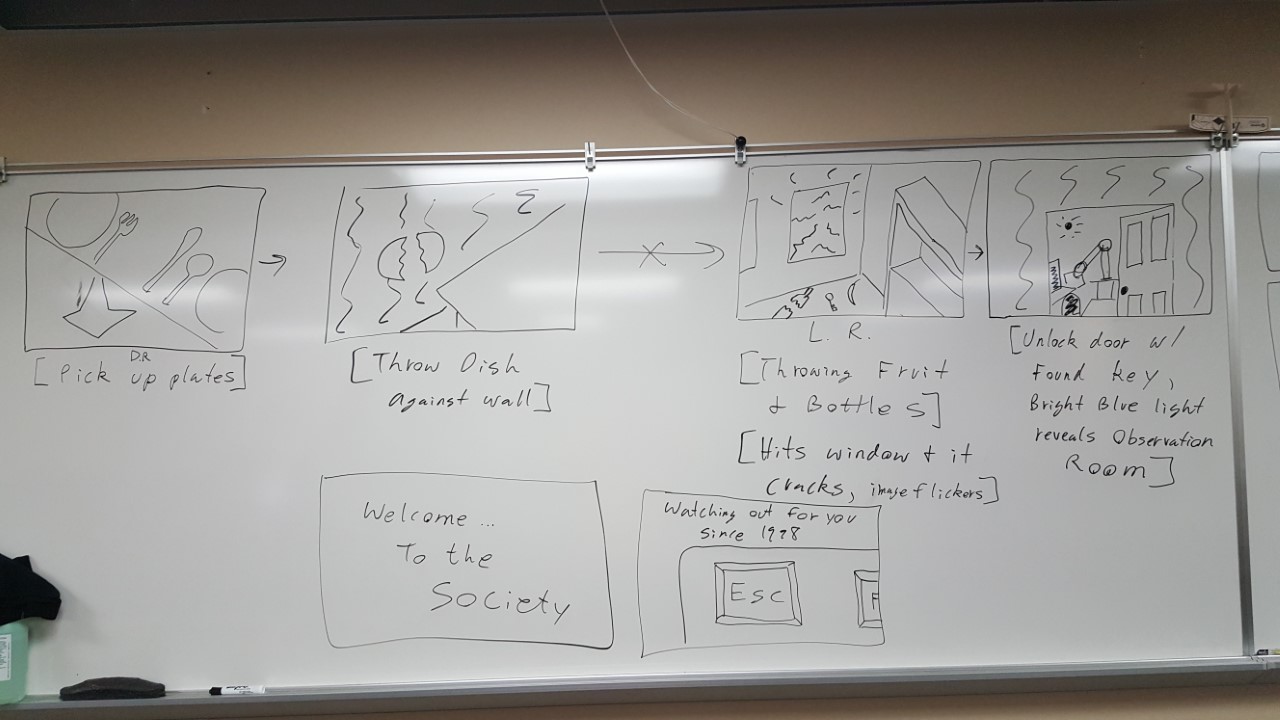 D.R
[Pick up plates]
[Throw Dish
against wall]
L. R.
[Throwing Fruit
+ Bottles]
[Hits window + it
cracks, image flickers]
[Unlock door w/
Found key,
Bright Blue light
reveals Observation
Room]
Welcome...
To the
Society
Watching out for you
since 1978
Esc
F